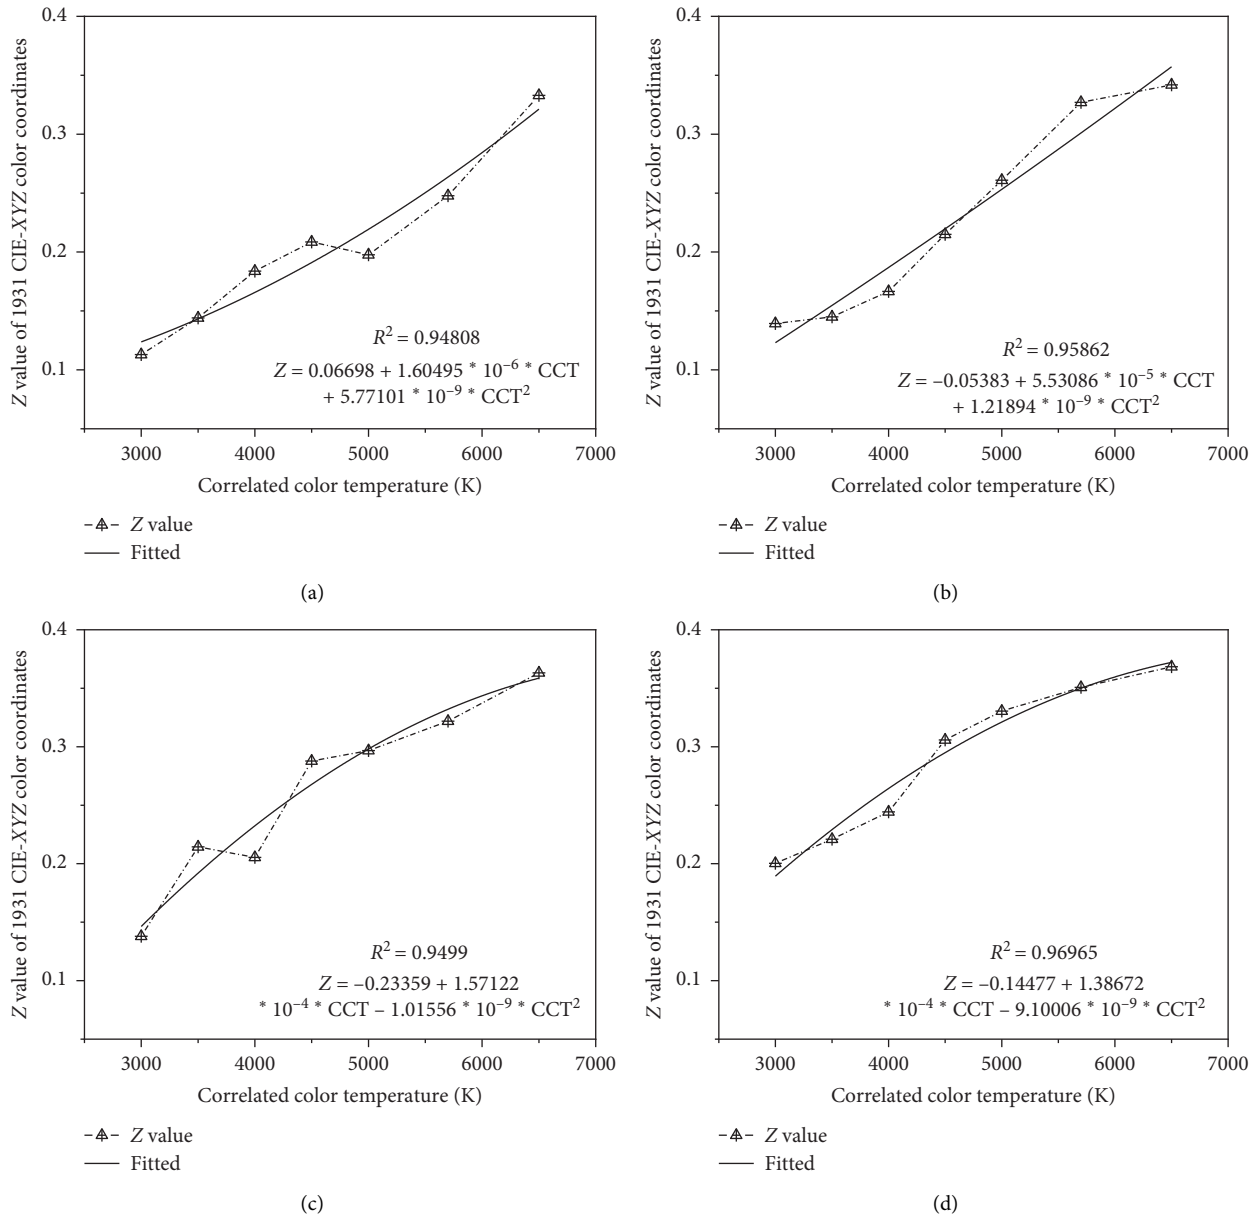 Z value of 1931 CIE-XYZ color coordinates
0.4
0.3
0.2
0.1
R² = 0.94808
Z = 0.06698 + 1.60495 * 10⁻⁶ * CCT
+ 5.77101 * 10⁻⁹ * CCT²
3000 4000 5000 6000 7000
Correlated color temperature (K)
Z value
Fitted
(a)
Z value of 1931 CIE-XYZ color coordinates
0.4
0.3
0.2
0.1
R² = 0.95862
Z = –0.05383 + 5.53086 * 10⁻⁵ * CCT
+ 1.21894 * 10⁻⁹ * CCT²
3000 4000 5000 6000 7000
Correlated color temperature (K)
Z value
Fitted
(b)
Z value of 1931 CIE-XYZ color coordinates
0.4
0.3
0.2
0.1
R² = 0.9499
Z = –0.23359 + 1.57122
* 10⁻⁴ * CCT – 1.01556 * 10⁻⁹ * CCT²
3000 4000 5000 6000 7000
Correlated color temperature (K)
Z value
Fitted
(c)
Z value of 1931 CIE-XYZ color coordinates
0.4
0.3
0.2
0.1
R² = 0.96965
Z = –0.14477 + 1.38672
* 10⁻⁴ * CCT – 9.10006 * 10⁻⁹ * CCT²
3000 4000 5000 6000 7000
Correlated color temperature (K)
Z value
Fitted
(d)